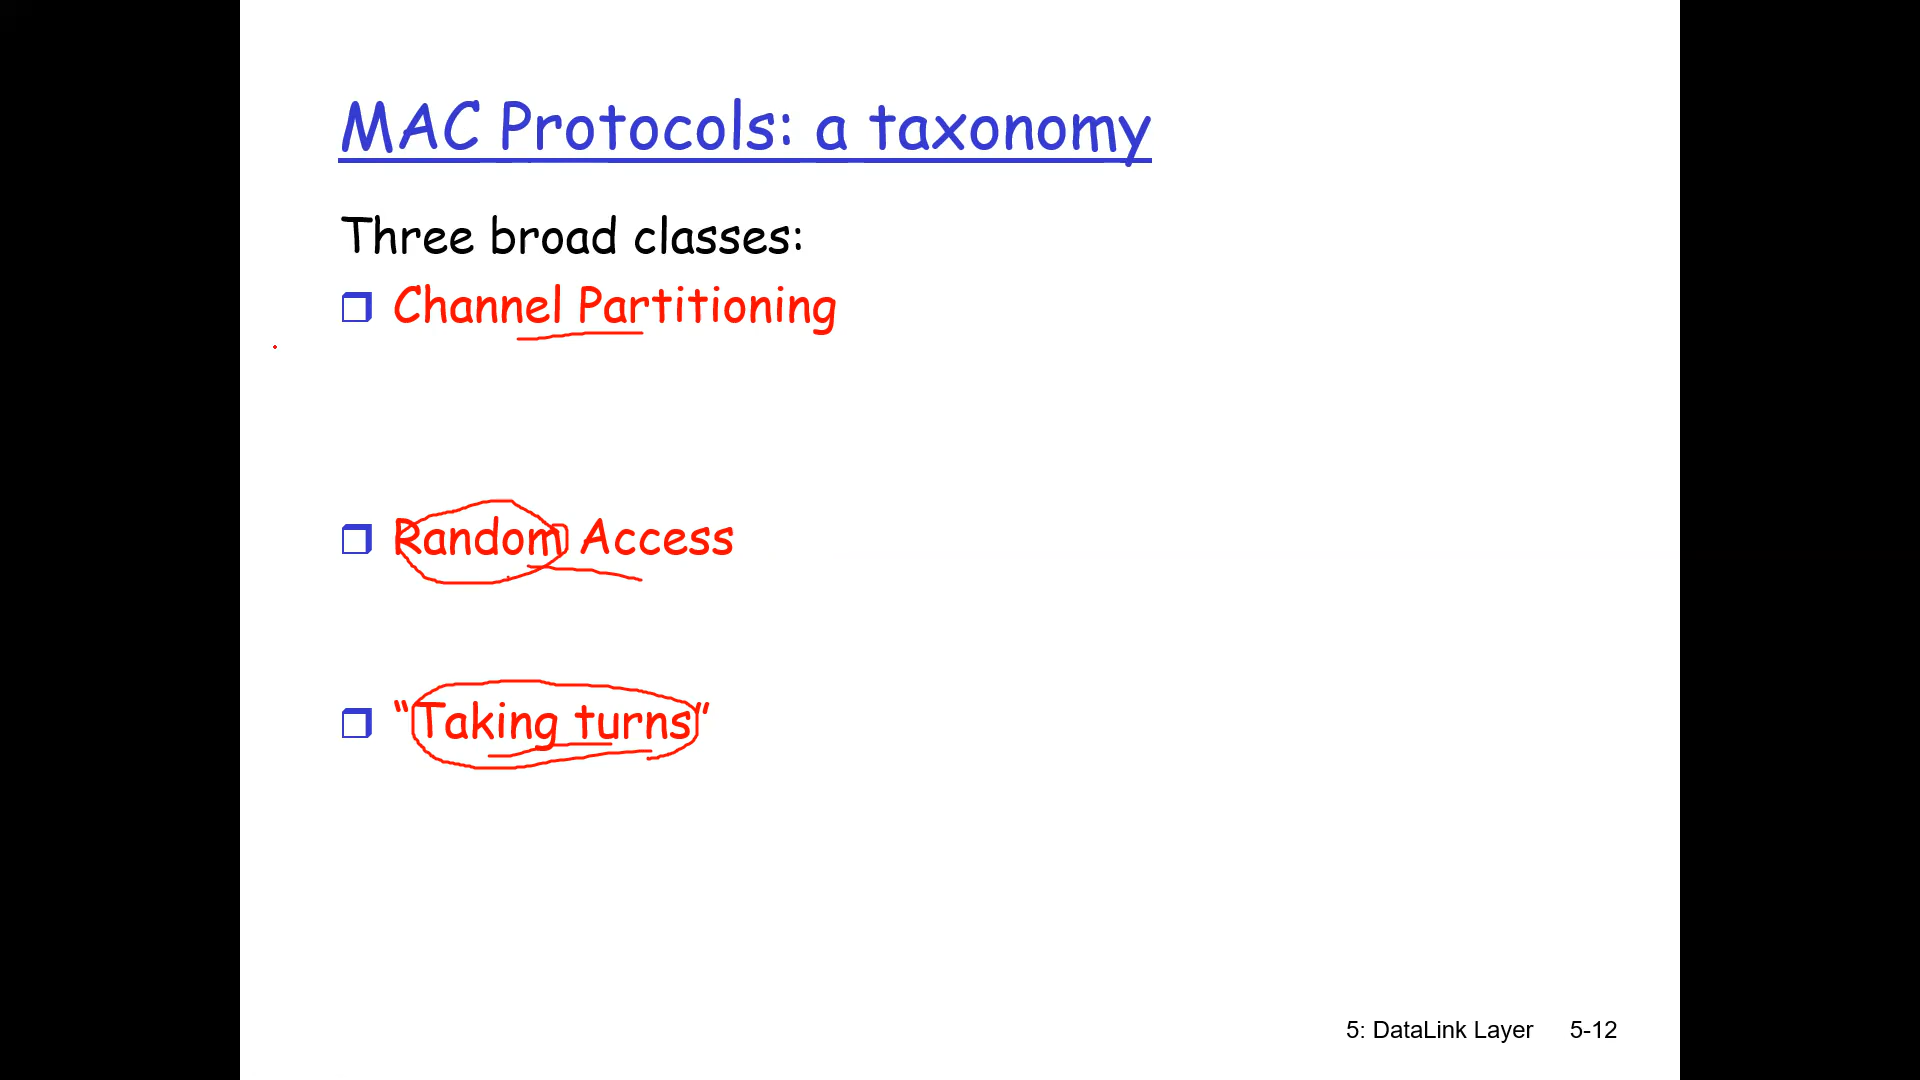 MAC Protocols: a taxonomy
Three broad classes:
Channel Partitioning
Random Access
“Taking turns”
5: DataLink Layer 5-12